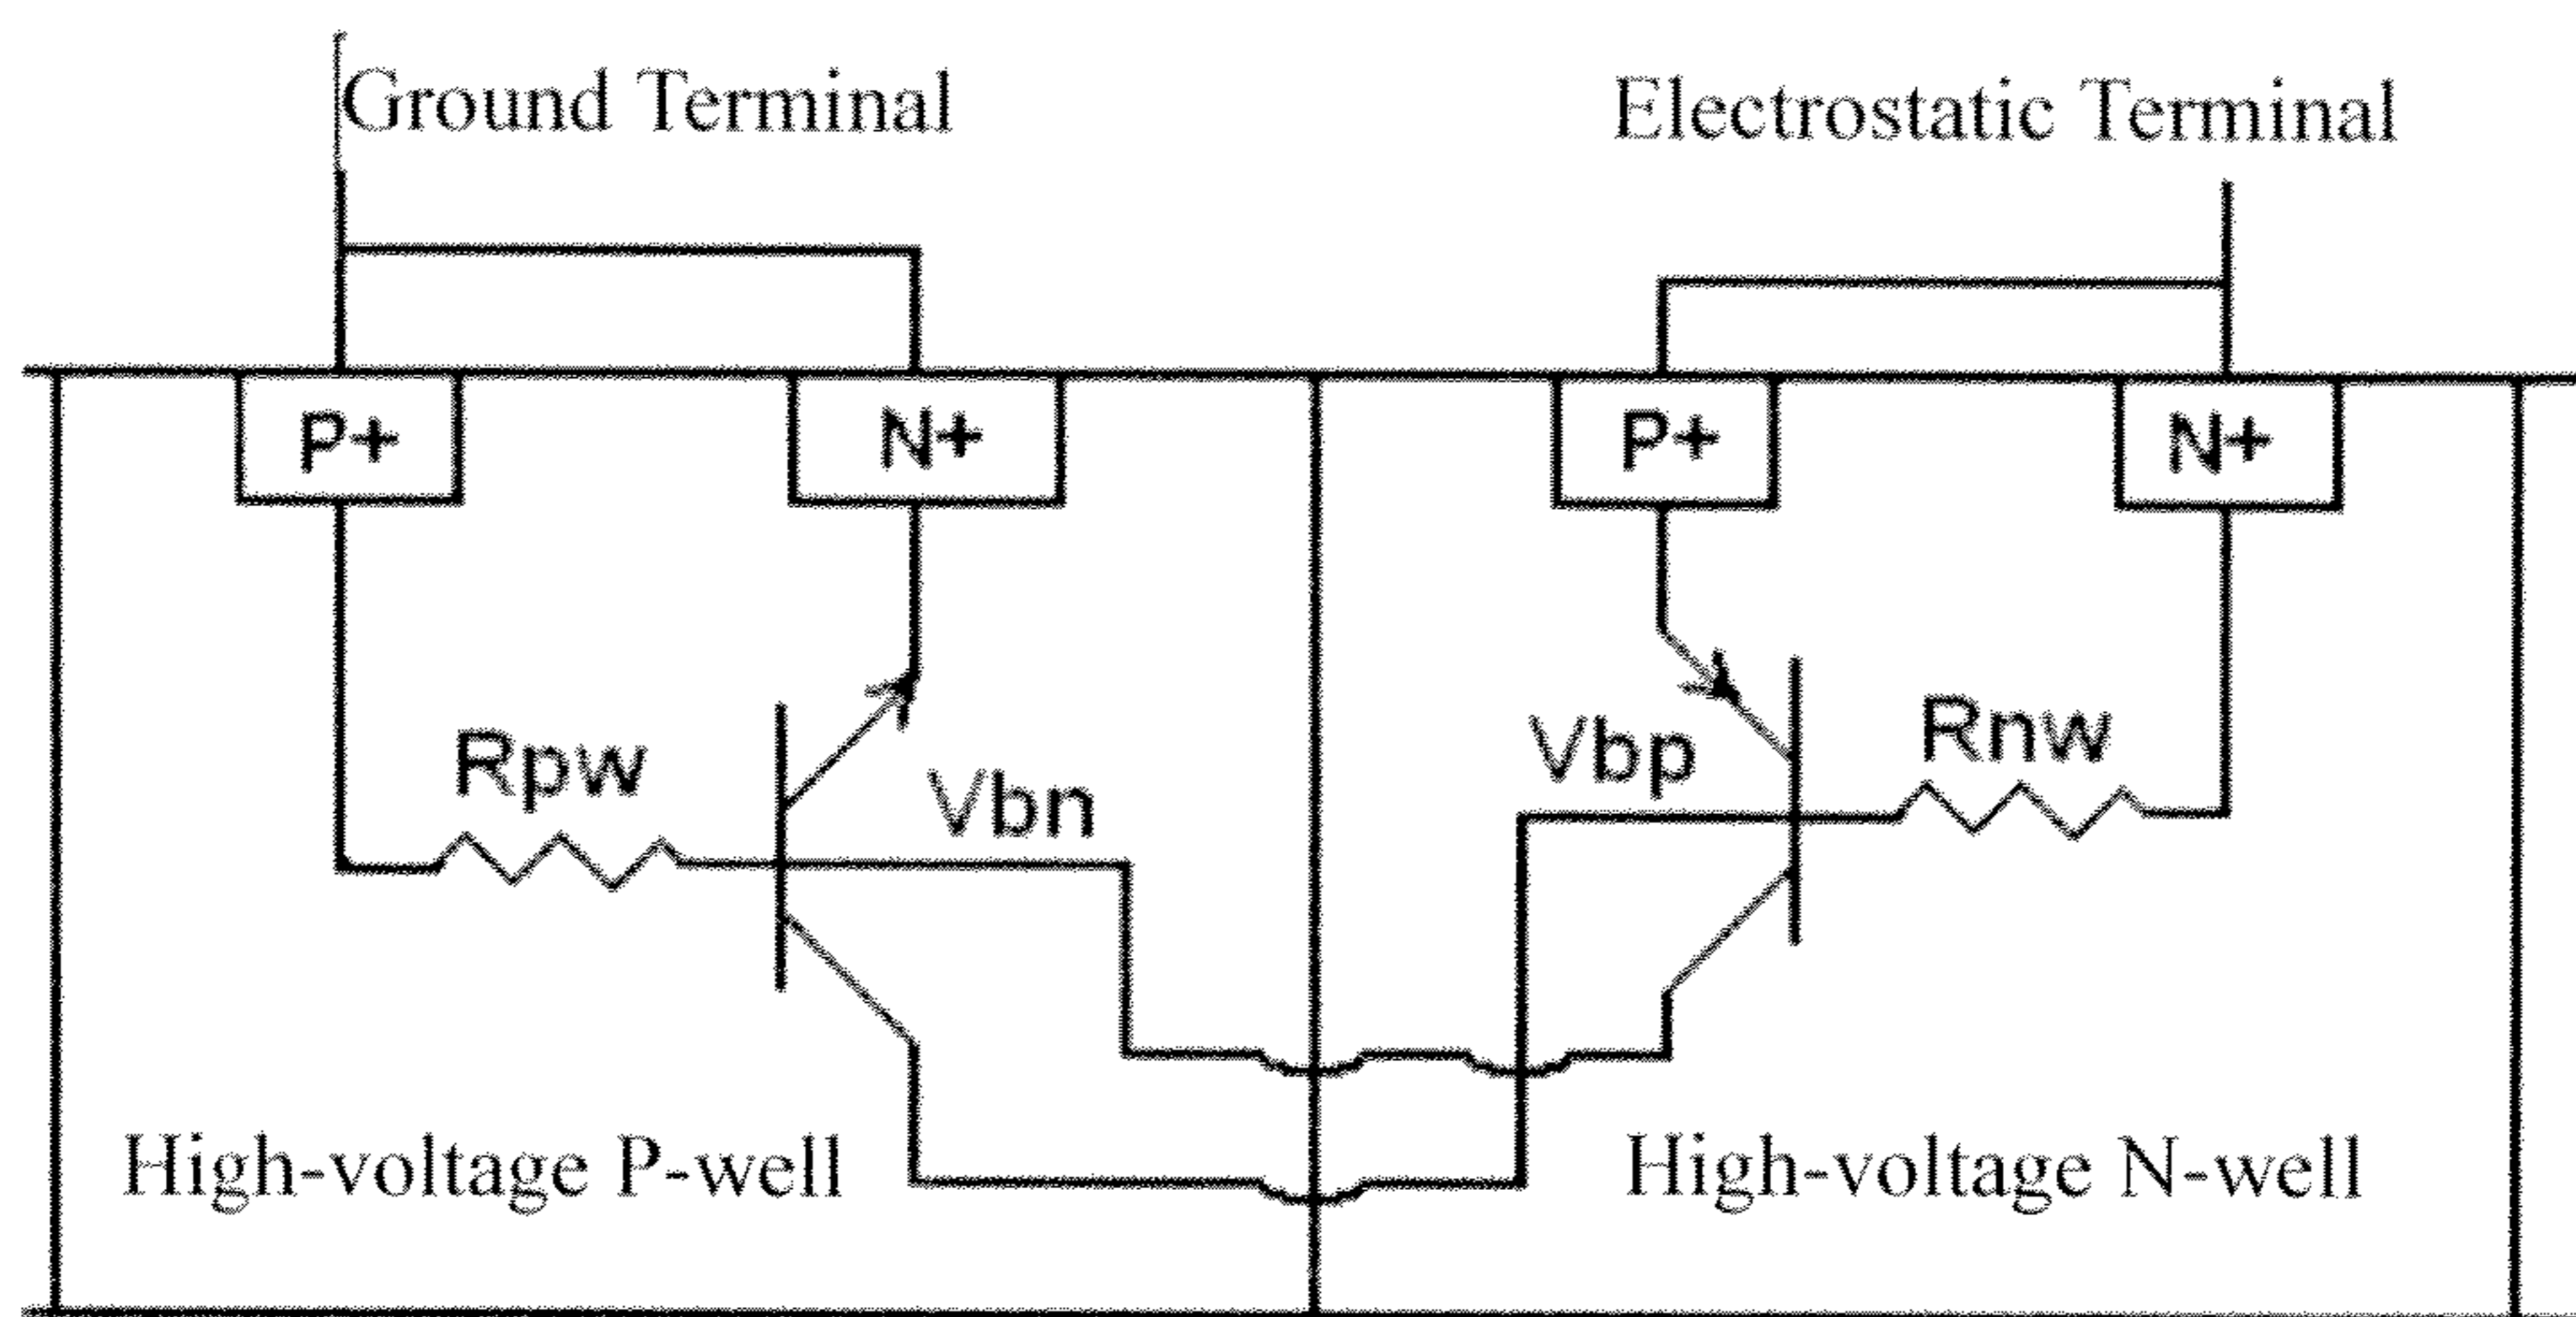 Ground Terminal
Electrostatic Terminal
P+
N+
P+
N+
Rpw
Vbn
Vbp
Rnw
High-voltage P-well
High-voltage N-well